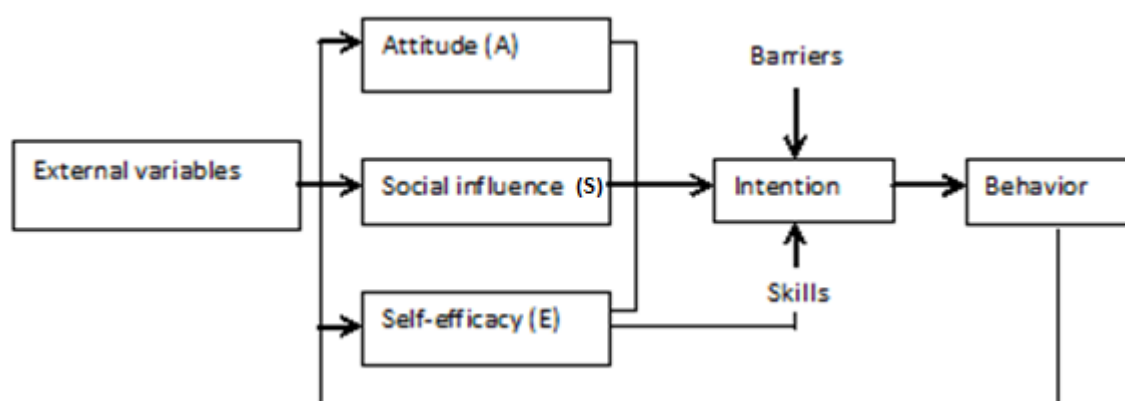 Attitude (A)
Barriers
External variables
Social influence (S)
Intention
Behavior
Self-efficacy (E)
Skills